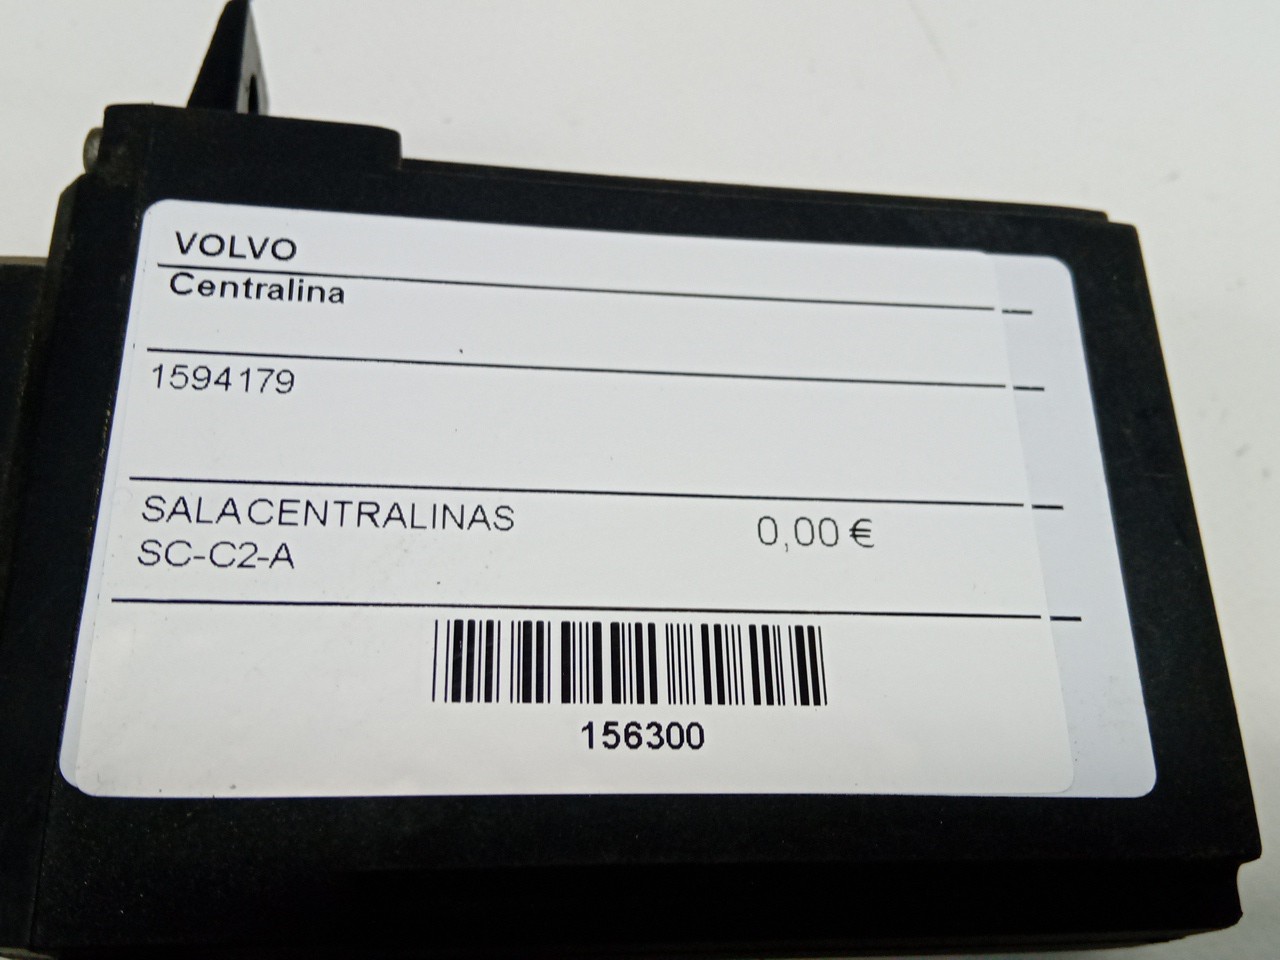 VOLVO
Centralina
1594179
SALACENTRALINAS
0,00 €
SC-C2-A
156300